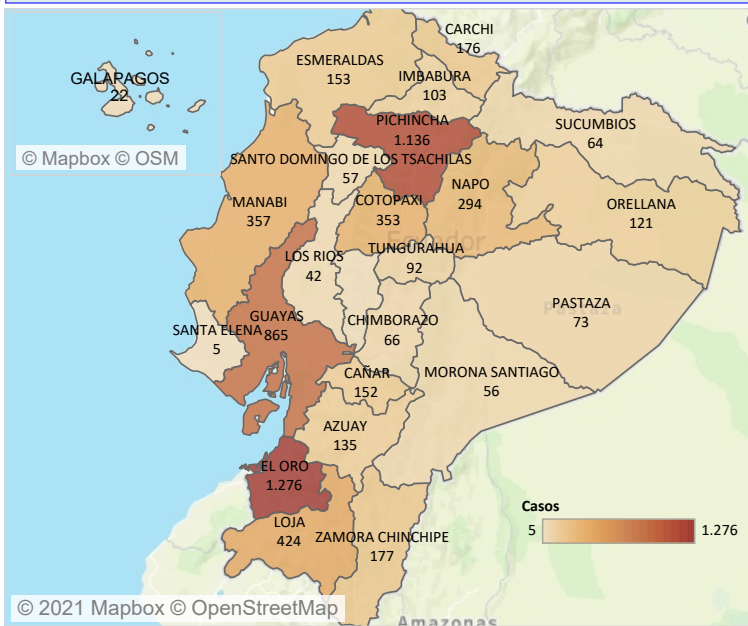 CARCHI
176
ESMERALDAS
153
IMBABURA
103
GALAPAGOS
22
PICHINCHA
1.136
SUCUMBIOS
64
© Mapbox © OSM
SANTO DOMINGO DE LOS TSACHILAS
57
NAPO
294
MANABI
357
COTOPAXI
353
ORELLANA
121
Ecuador
TUNGURAHUA
92
LOS RIOS
42
PASTAZA
73
Pastaza
GUAYAS
865
SANTA ELENA
5
CHIMBORAZO
66
CAÑAR
152
MORONA SANTIAGO
56
AZUAY
135
EL ORO
1.276
LOJA
424
ZAMORA CHINCHIPE
177
Casos
5 1.276
© 2021 Mapbox © OpenStreetMap
Amazonas